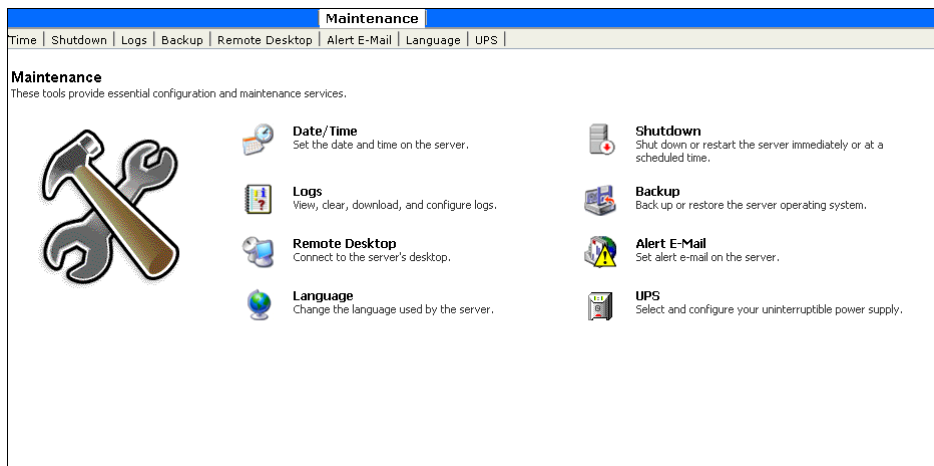 Maintenance
Time | Shutdown | Logs | Backup | Remote Desktop | Alert E-Mail | Language | UPS |
Maintenance
These tools provide essential configuration and maintenance services.
Date/Time
Set the date and time on the server.
Shutdown
Shut down or restart the server immediately or at a
scheduled time.
Logs
View, clear, download, and configure logs.
Backup
Back up or restore the server operating system.
Remote Desktop
Connect to the server's desktop.
Alert E-Mail
Set alert e-mail on the server.
Language
Change the language used by the server.
UPS
Select and configure your uninterruptible power supply.